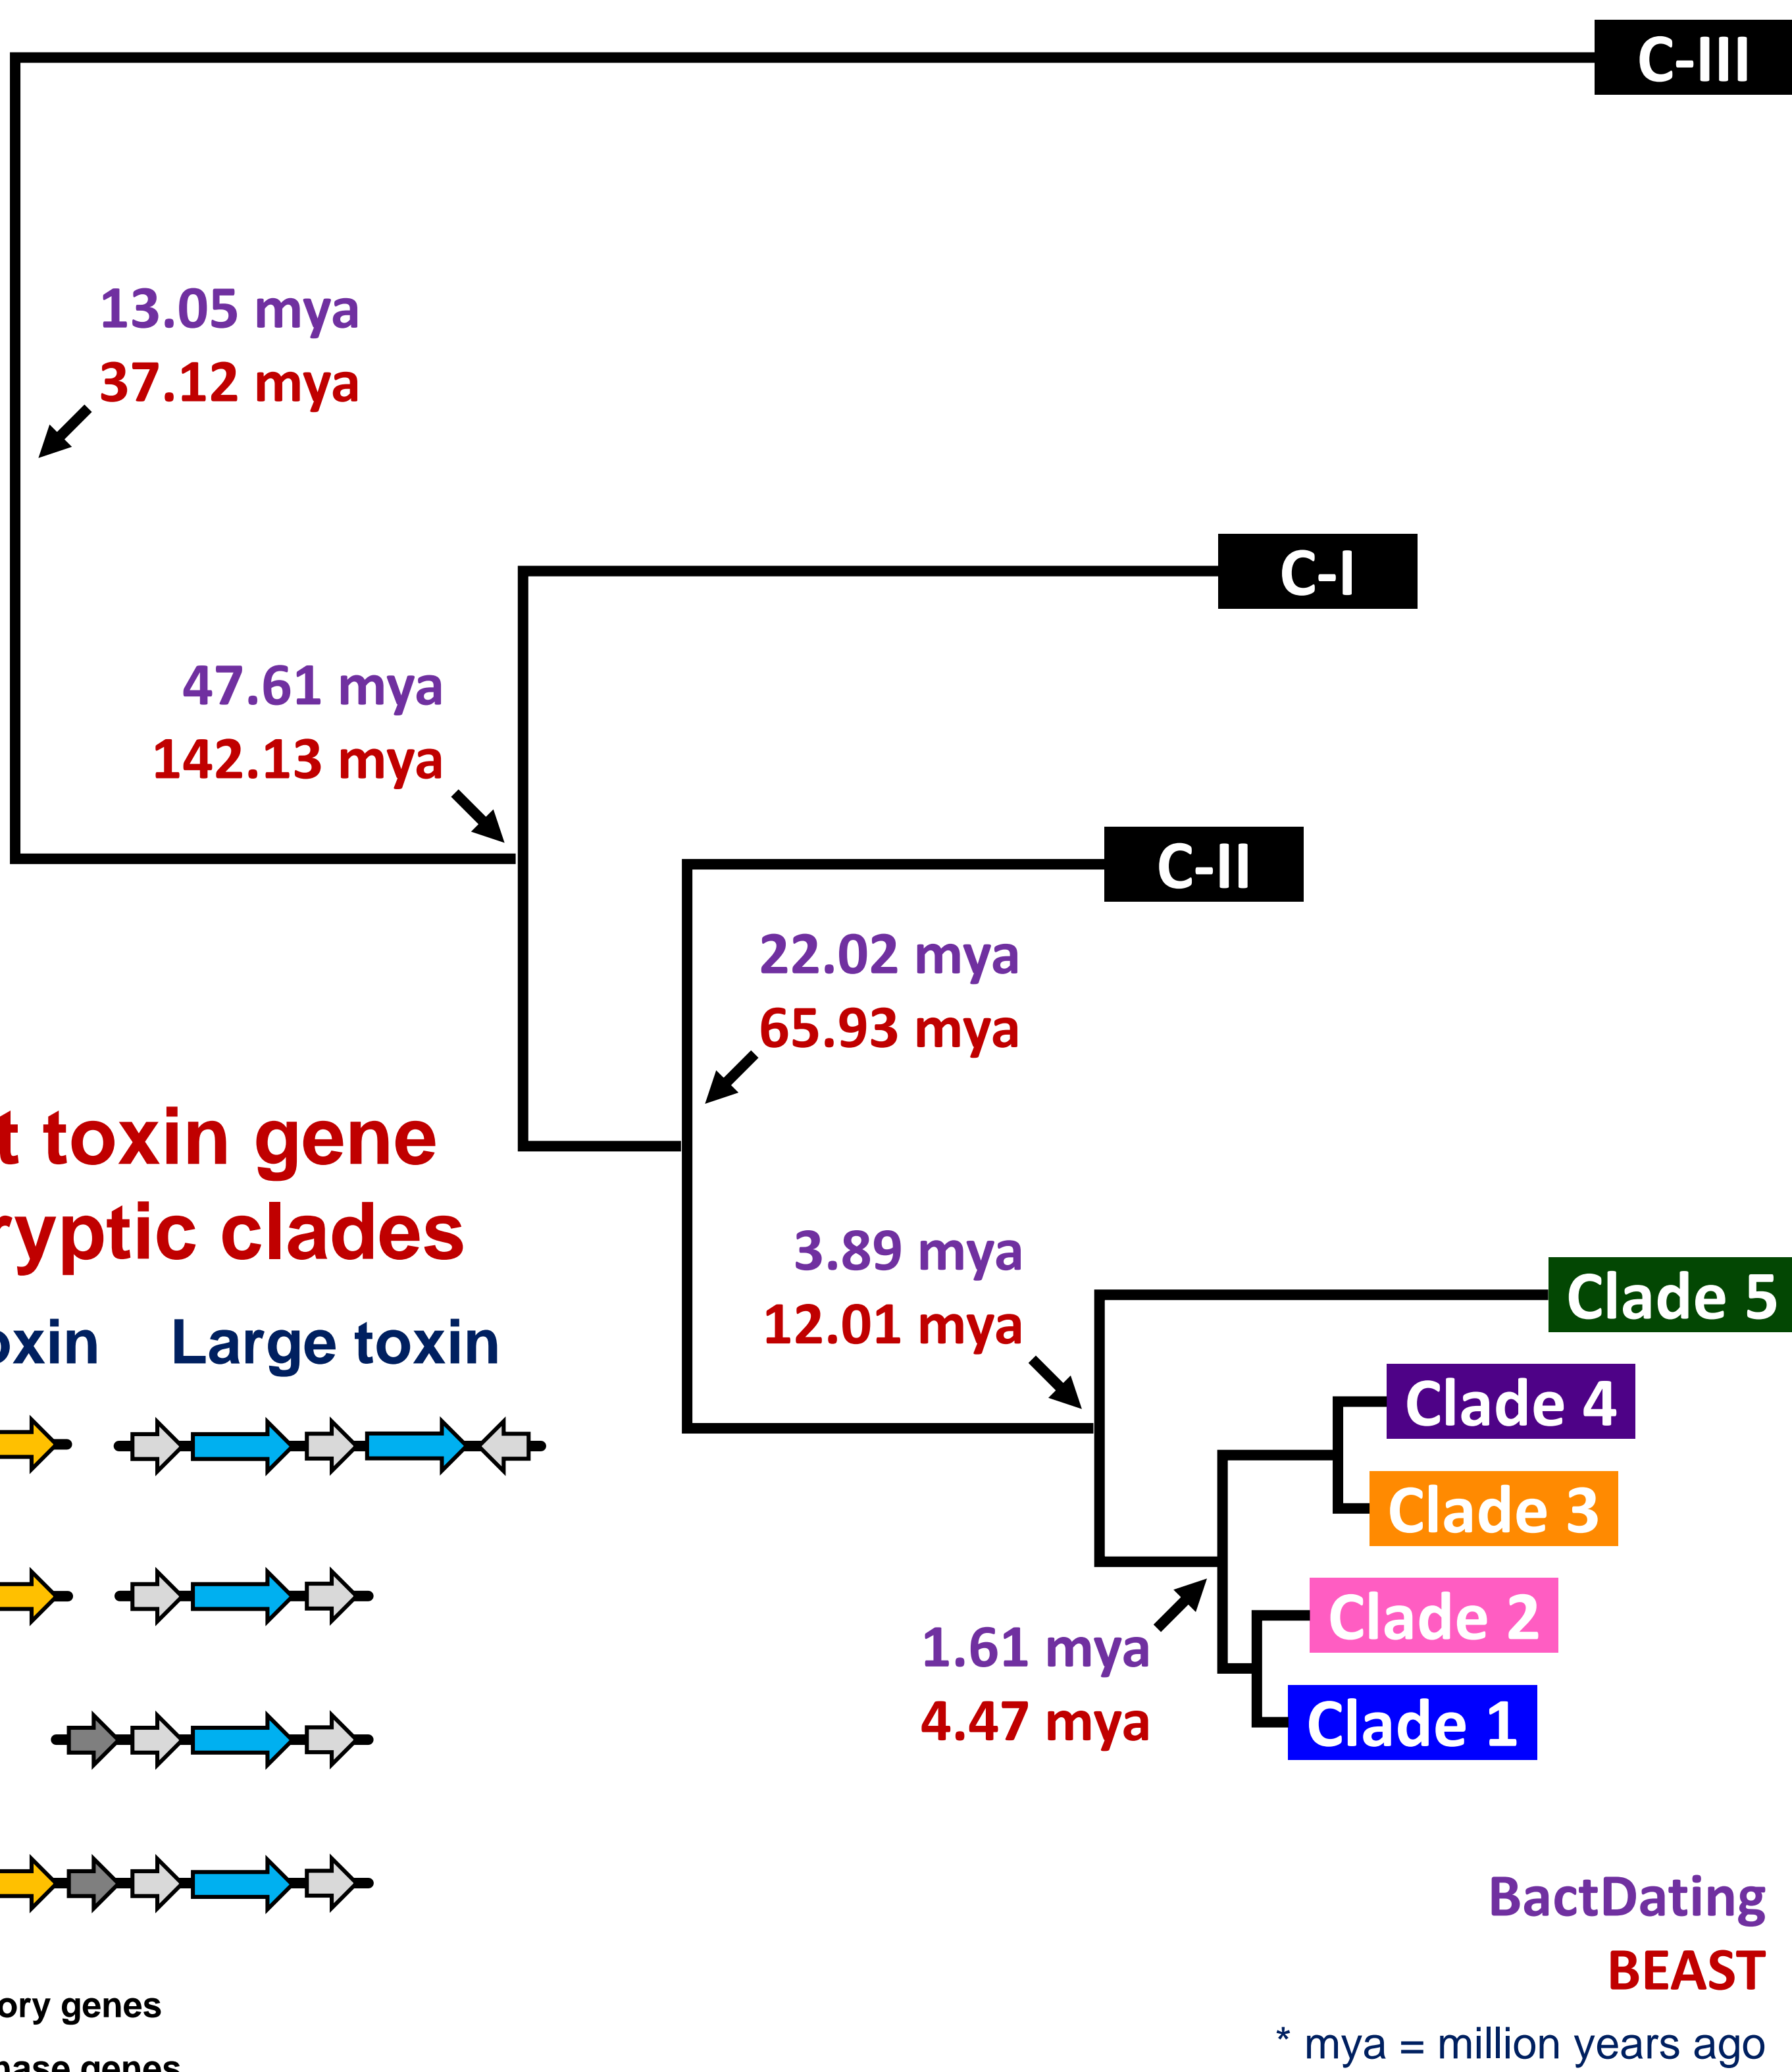 C-III
13.05 mya
37.12 mya
C-I
47.61 mya
142.13 mya
C-II
22.02 mya
65.93 mya
t toxin gene
ryptic clades
3.89 mya
12.01 mya
Clade 5
oxin Large toxin
Clade 4
Clade 3
Clade 2
1.61 mya
4.47 mya
Clade 1
BactDating
BEAST
ory genes
* mya = million years ago
ase genes